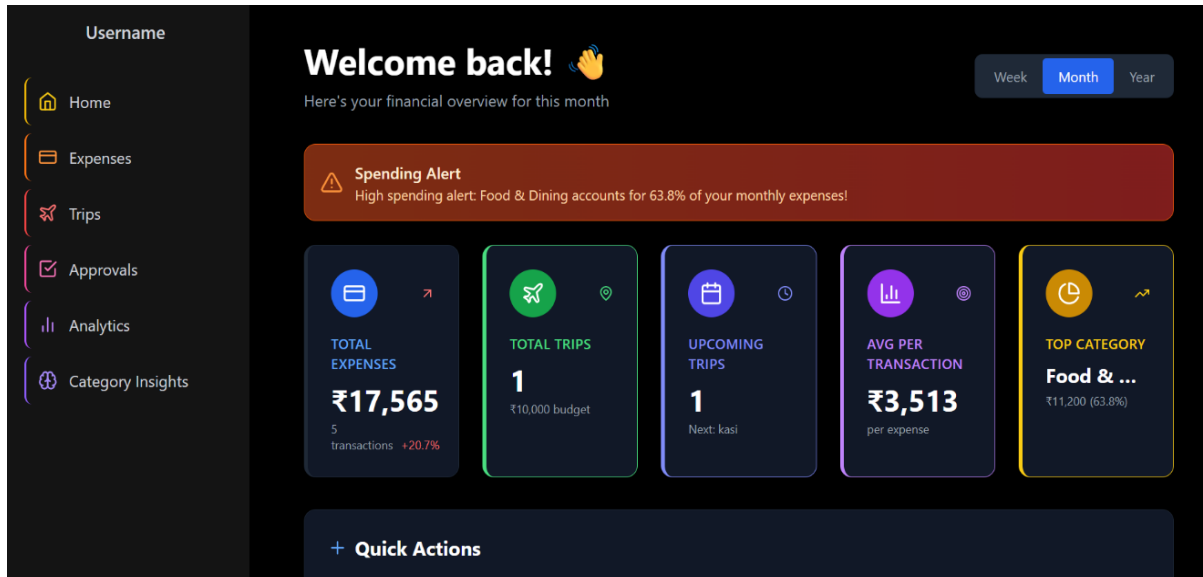 Username
Home
Expenses
Trips
Approvals
Analytics
Category Insights
Welcome back! 👋
Here's your financial overview for this month
Week Month Year
Spending Alert
High spending alert: Food & Dining accounts for 63.8% of your monthly expenses!
TOTAL
EXPENSES
₹17,565
5
transactions +20.7%
TOTAL TRIPS
1
₹10,000 budget
UPCOMING
TRIPS
1
Next: kasi
AVG PER
TRANSACTION
₹3,513
per expense
TOP CATEGORY
Food & ...
₹11,200 (63.8%)
+ Quick Actions